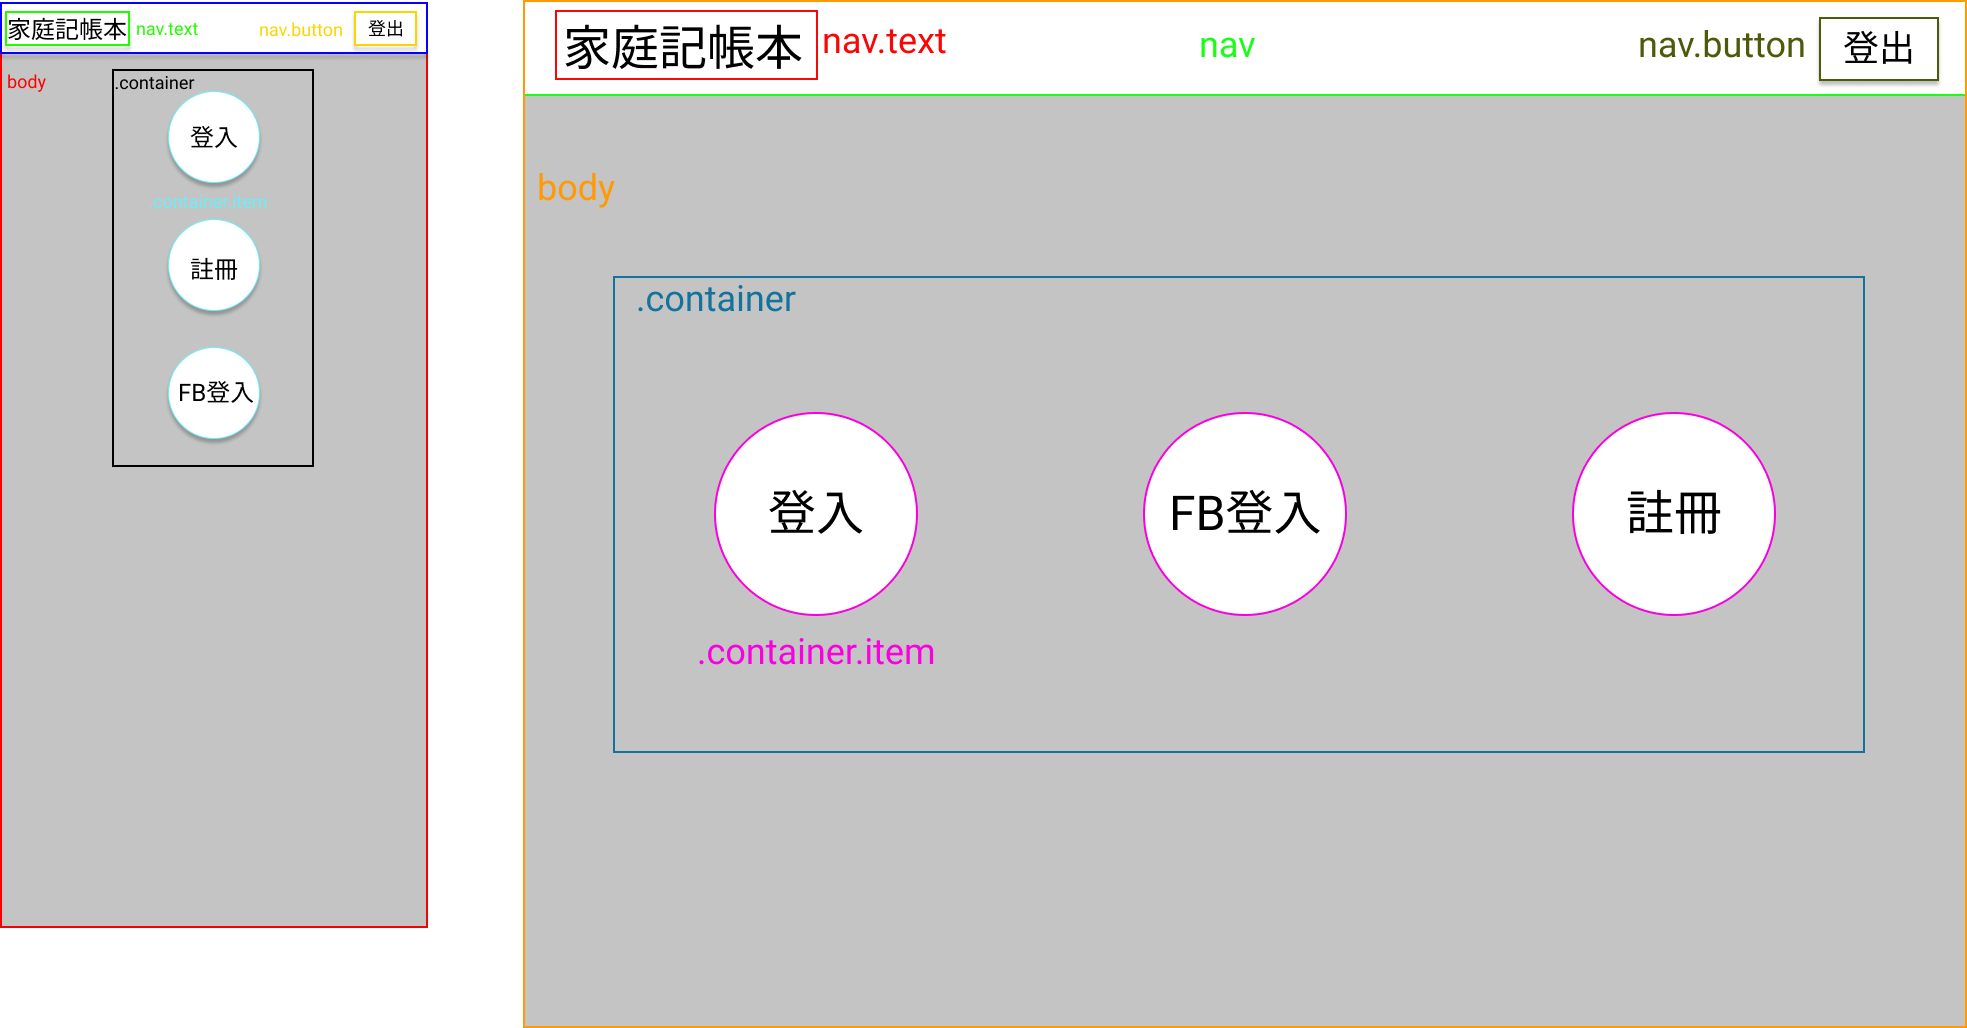 家庭記帳本 nav.text nav.button 登出
body
.container
登入
.container.item
註冊
FB登入
家庭記帳本 nav.text nav nav.button 登出
body
.container
登入 FB登入 註冊
.container.item